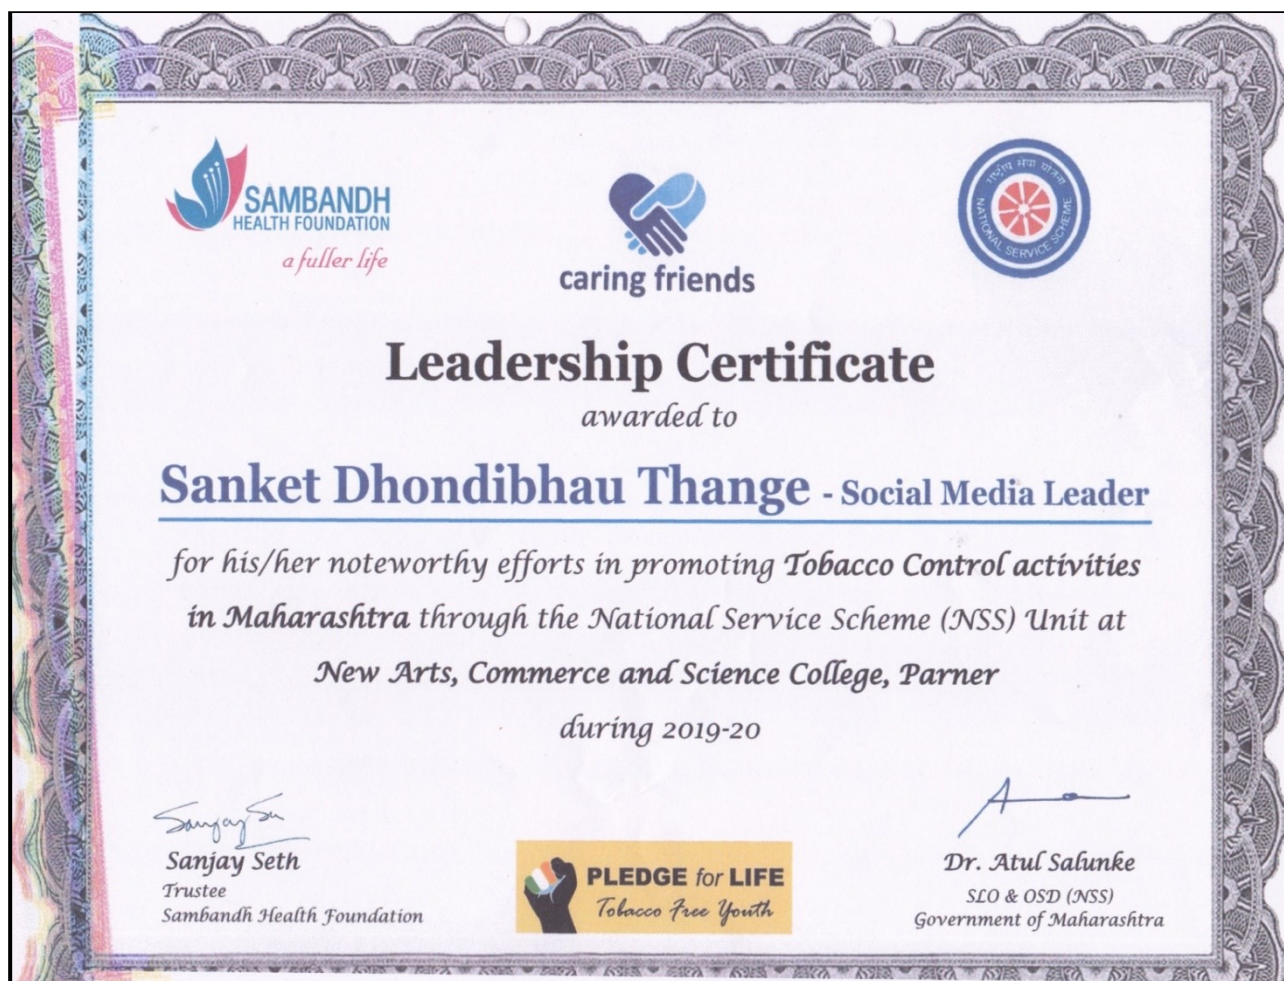 SAMBANDH
HEALTH FOUNDATION
a fuller life
caring friends
राष्ट्रीय सेवा योजना
NATIONAL SERVICE SCHEME
Leadership Certificate
awarded to
Sanket Dhondibhau Thange - Social Media Leader
for his/her noteworthy efforts in promoting Tobacco Control activities
in Maharashtra through the National Service Scheme (NSS) Unit at
New Arts, Commerce and Science College, Parner
during 2019-20
Sanjay Seth
Trustee
Sambandh Health Foundation
PLEDGE for LIFE
Tobacco Free Youth
Dr. Atul Salunke
SLO & OSD (NSS)
Government of Maharashtra